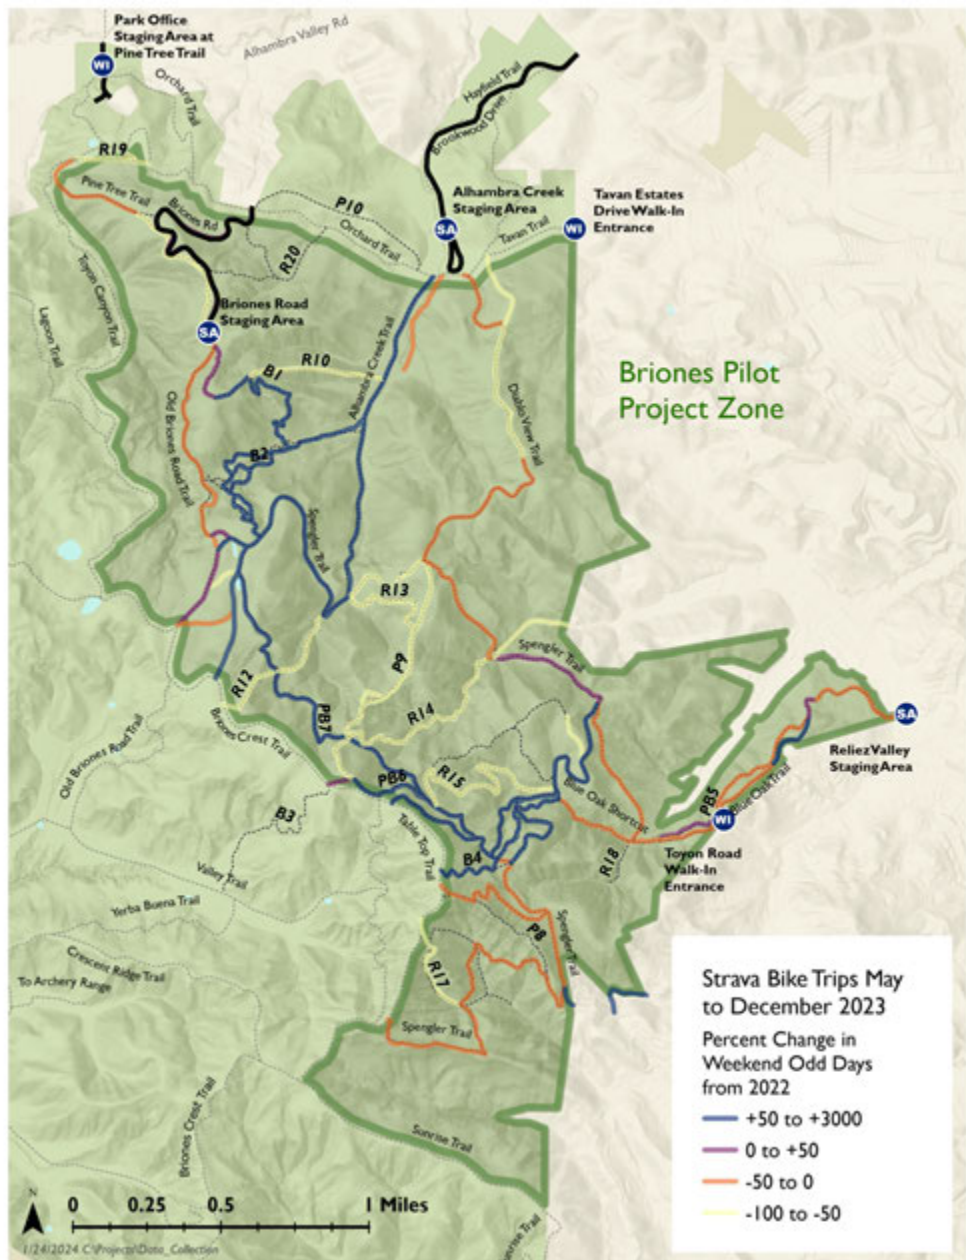 Park Office
Staging Area at
Pine Tree Trail
WI
Alhambra Valley Rd
Orchard Trail
Hayfield Trail
Brookwood Drive
R19
Pine Tree Trail
Briones Rd
P10
Orchard Trail
R20
Alhambra Creek
Staging Area
SA
Tavan Trail
Tavan Estates
Drive Walk-In
Entrance
WI
Toyon Canyon Trail
Lagoon Trail
Briones Road
Staging Area
SA
R10
B1
Alhambra Creek Trail
Briones Pilot
Project Zone
Old Briones Road Trail
Diablo View Trail
B2
Spengler Trail
R13
P9
Spengler Trail
R12
PB7
R14
Briones Crest Trail
Old Briones Road Trail
SA
Reliez Valley
Staging Area
PB6
R15
Blue Oak Shortcut
PB5
Blue Oak Trail
WI
B3
Table Top Trail
B4
R18
Toyon Road
Walk-In
Entrance
Valley Trail
Yerba Buena Trail
P8
Spengler Trail
Crescent Ridge Trail
To Archery Range
R17
Spengler Trail
Briones Crest Trail
Sunrise Trail
Sunrise Trail
Strava Bike Trips May
to December 2023
Percent Change in
Weekend Odd Days
from 2022
+50 to +3000
0 to +50
-50 to 0
-100 to -50
N
0 0.25 0.5 1 Miles
1/24/2024 C:\Projects\Data_Collection